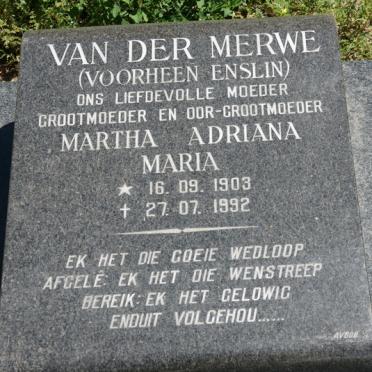 VAN DER MERWE
(VOORHEEN ENSLIN)
ONS LIEFDEVOLLE MOEDER
GROOTMOEDER EN OOR-GROOTMOEDER
MARTHA ADRIANA
MARIA
★ 16. 09. 1903
✝ 27. 07. 1992
EK HET DIE GOEIE WEDLOOP
AFGELÊ: EK HET DIE WENSTREEP
BEREIK: EK HET GELOWIG
ENDUIT VOLGEHOU......